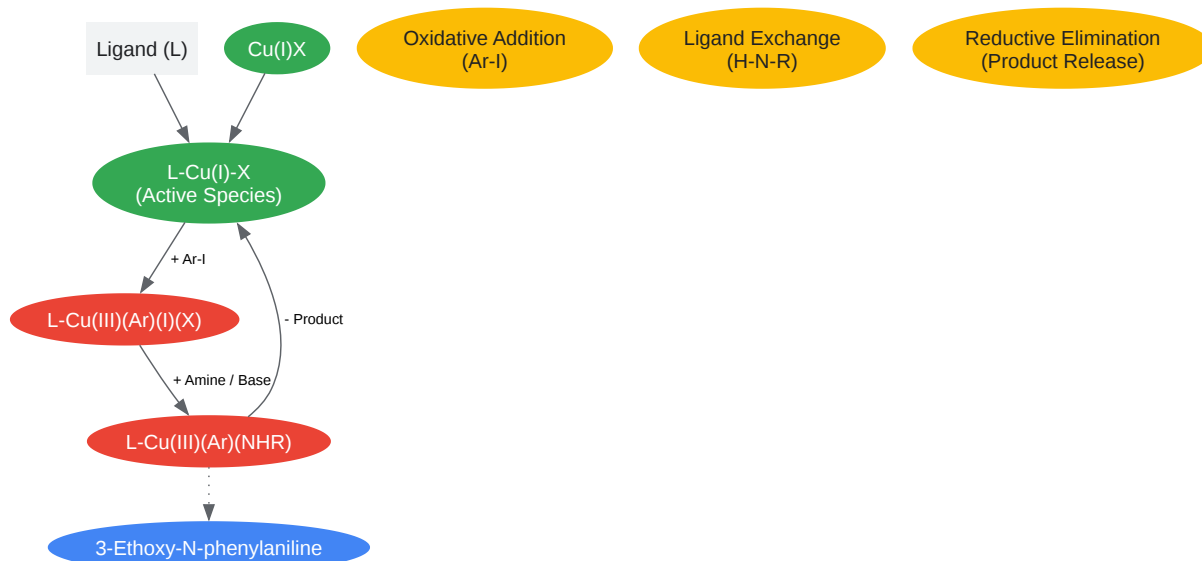 Ligand (L)
Cu(I)X
Oxidative Addition
(Ar-I)
Ligand Exchange
(H-N-R)
Reductive Elimination
(Product Release)
L-Cu(I)-X
(Active Species)
+ Ar-I
L-Cu(III)(Ar)(I)(X)
- Product
+ Amine / Base
L-Cu(III)(Ar)(NHR)
3-Ethoxy-N-phenylaniline